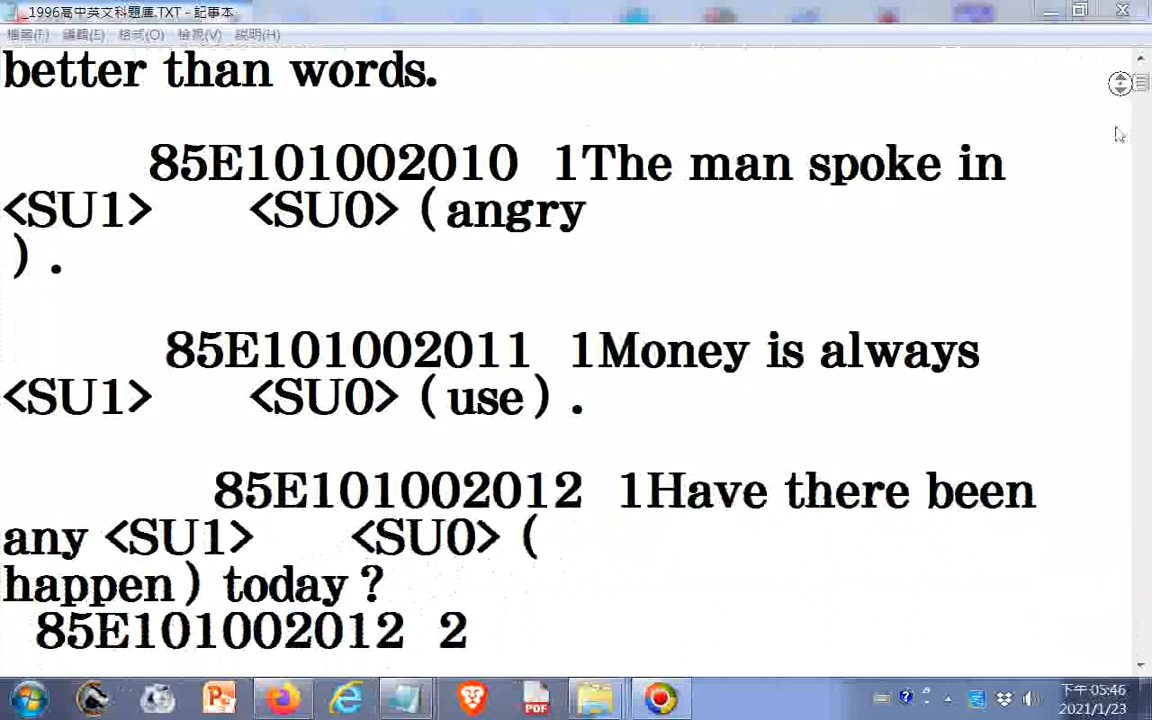 _1996高中英文科題庫.TXT - 記事本
檔案(F) 編輯(E) 格式(O) 檢視(V) 說明(H)
better than words.
85E101002010 1The man spoke in
<SU1> <SU0>（angry
）.
85E101002011 1Money is always
<SU1> <SU0>（use）.
85E101002012 1Have there been
any <SU1> <SU0>（
happen）today？
85E101002012 2
PDF
下午 05:46
2021/1/23